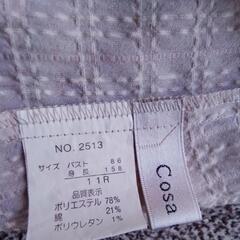 NO. 2513
サイズ バスト 86
身長 158
11R
品質表示
ポリエステル 78%
綿 21%
ポリウレタン 1%
Cosa